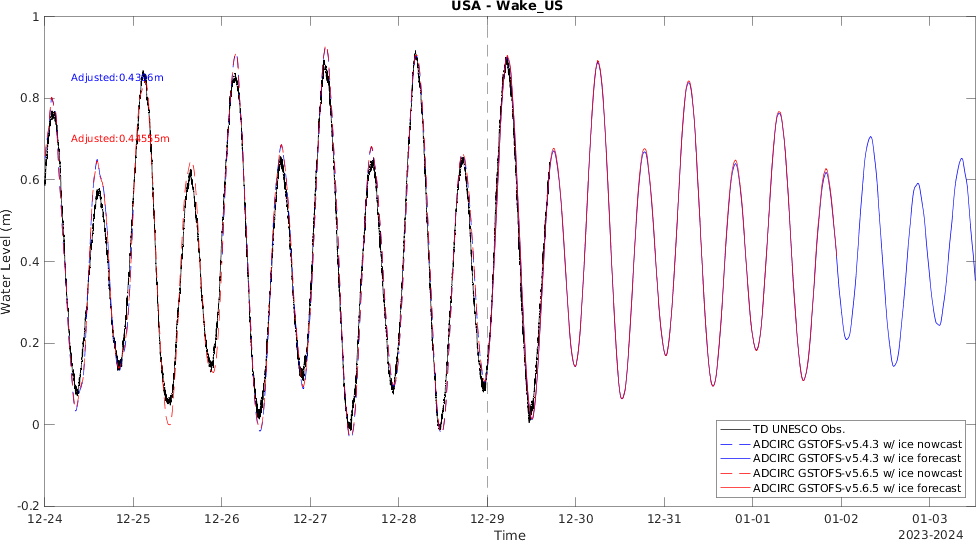 USA - Wake_US
1
0.8
0.6
0.4
0.2
0
-0.2
Water Level (m)
Adjusted:0.4346m
Adjusted:0.44555m
TD UNESCO Obs.
ADCIRC GSTOFS-v5.4.3 w/ ice nowcast
ADCIRC GSTOFS-v5.4.3 w/ ice forecast
ADCIRC GSTOFS-v5.6.5 w/ ice nowcast
ADCIRC GSTOFS-v5.6.5 w/ ice forecast
12-24 12-25 12-26 12-27 12-28 12-29 12-30 12-31 01-01 01-02 01-03
Time
2023-2024